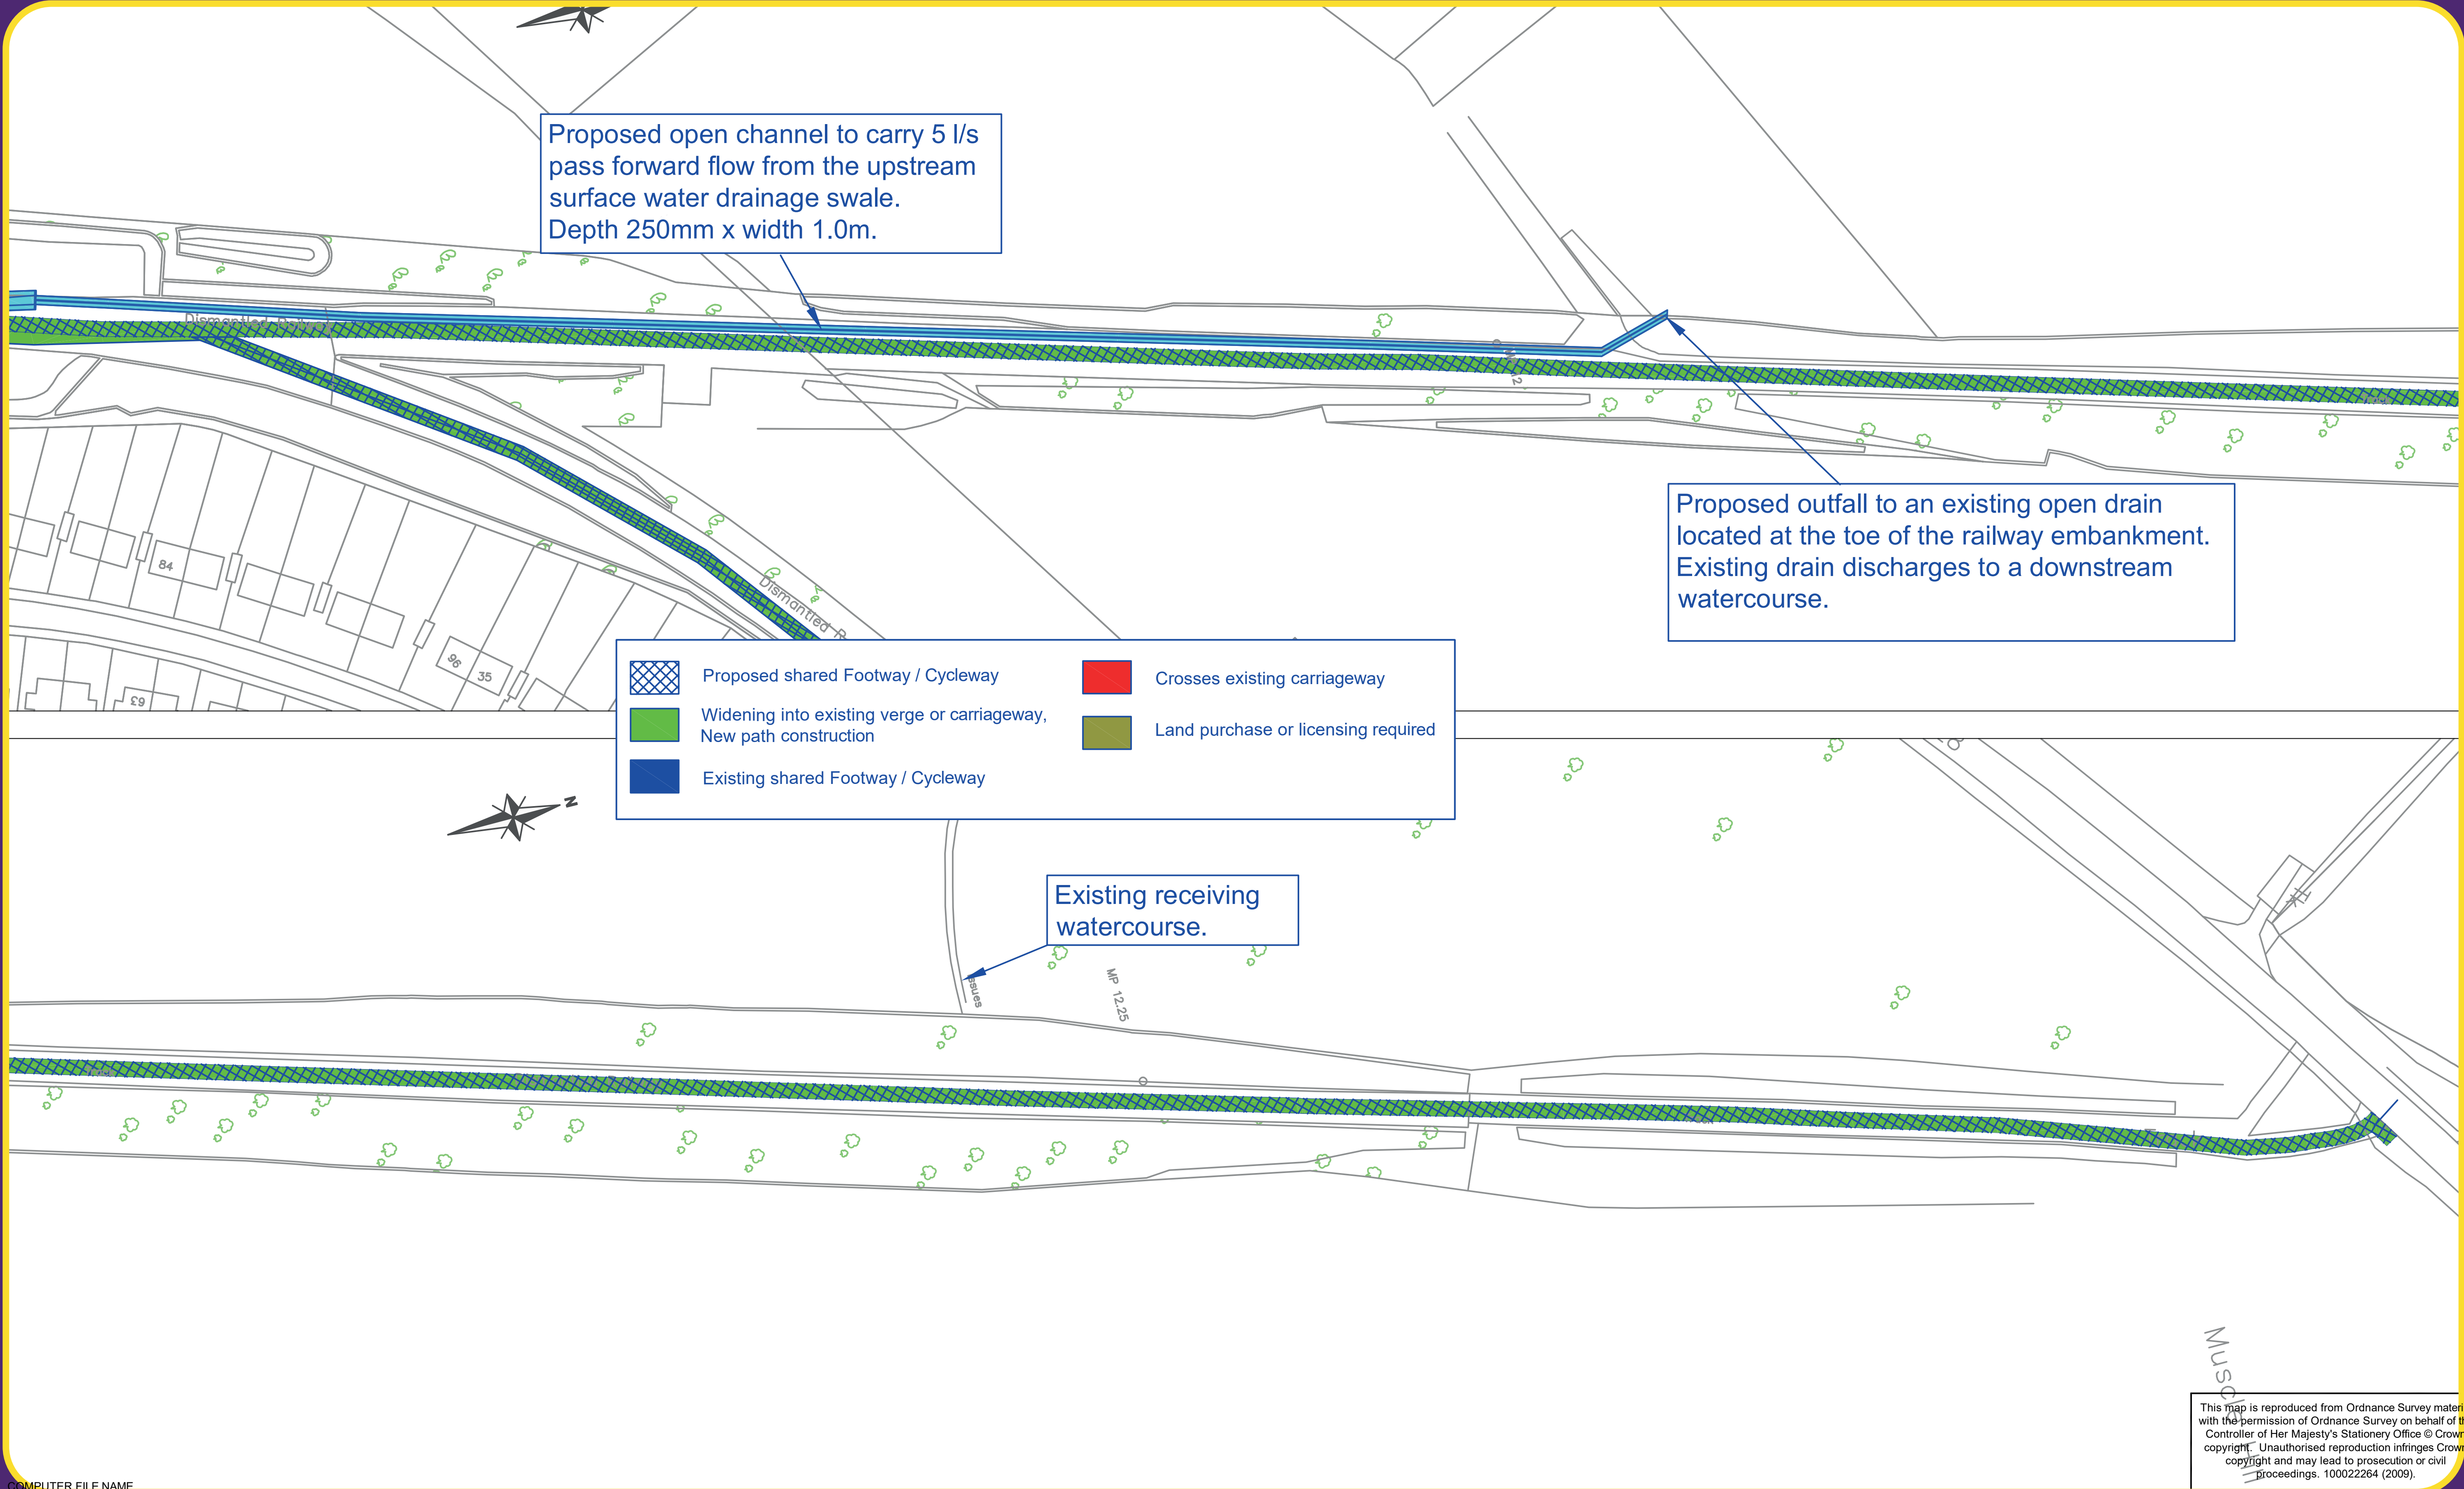 Proposed open channel to carry 5 l/s
pass forward flow from the upstream
surface water drainage swale.
Depth 250mm x width 1.0m.
Dismantled Railway
Proposed outfall to an existing open drain
located at the toe of the railway embankment.
Existing drain discharges to a downstream
watercourse.
84
96
35
63
Dismantled R
Proposed shared Footway / Cycleway
Widening into existing verge or carriageway,
New path construction
Existing shared Footway / Cycleway
Crosses existing carriageway
Land purchase or licensing required
N
Existing receiving
watercourse.
MP 12.25
This map is reproduced from Ordnance Survey materi
with the permission of Ordnance Survey on behalf of t
Controller of Her Majesty's Stationery Office © Crown
copyright. Unauthorised reproduction infringes Crow
copyright and may lead to prosecution or civil
proceedings. 100022264 (2009).
COMPUTER FILE NAME